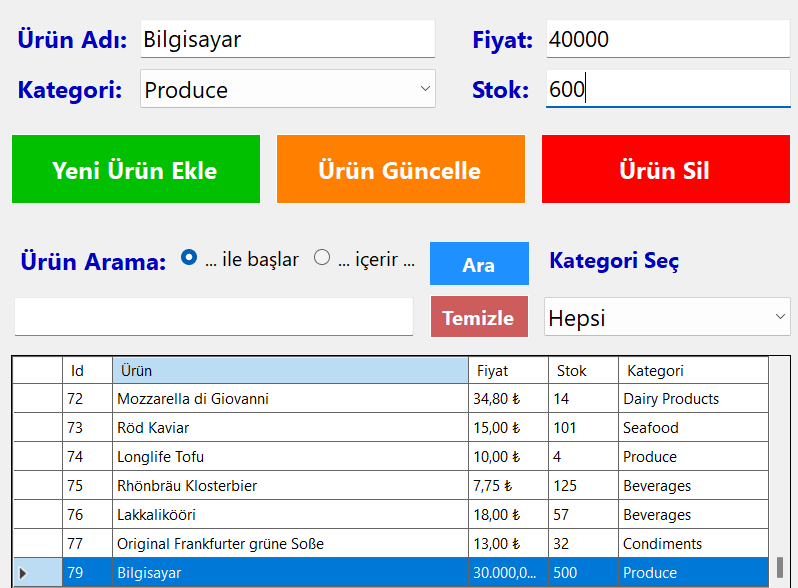 Ürün Adı: Bilgisayar Fiyat: 40000
Kategori: Produce Stok: 600
Yeni Ürün Ekle Ürün Güncelle Ürün Sil
Ürün Arama: ... ile başlar ... içerir ... Ara Kategori Seç
Temizle Hepsi
Id Ürün Fiyat Stok Kategori
72 Mozzarella di Giovanni 34,80 ₺ 14 Dairy Products
73 Röd Kaviar 15,00 ₺ 101 Seafood
74 Longlife Tofu 10,00 ₺ 4 Produce
75 Rhönbräu Klosterbier 7,75 ₺ 125 Beverages
76 Lakkalikööri 18,00 ₺ 57 Beverages
77 Original Frankfurter grüne Soße 13,00 ₺ 32 Condiments
79 Bilgisayar 30.000,0... 500 Produce